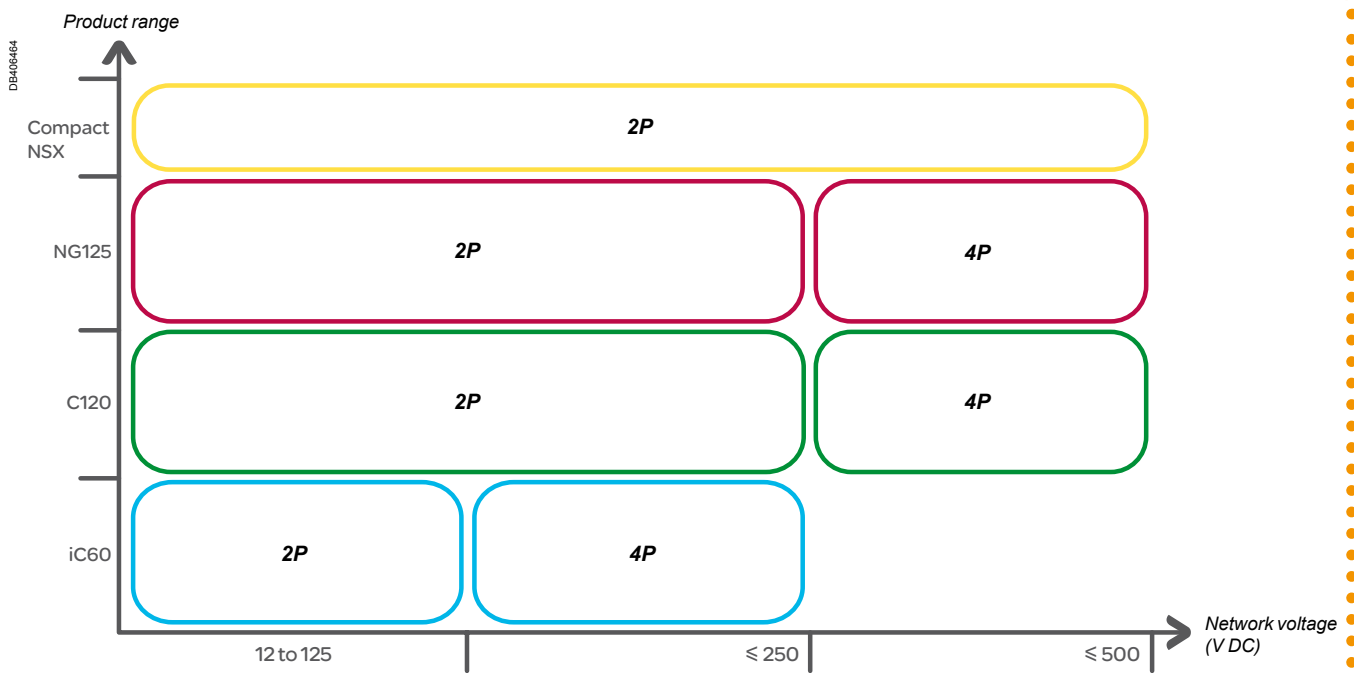 Product range
DB406464
Compact
NSX
2P
NG125
2P
4P
C120
2P
4P
iC60
2P
4P
Network voltage
(V DC)
12 to 125
≤ 250
≤ 500